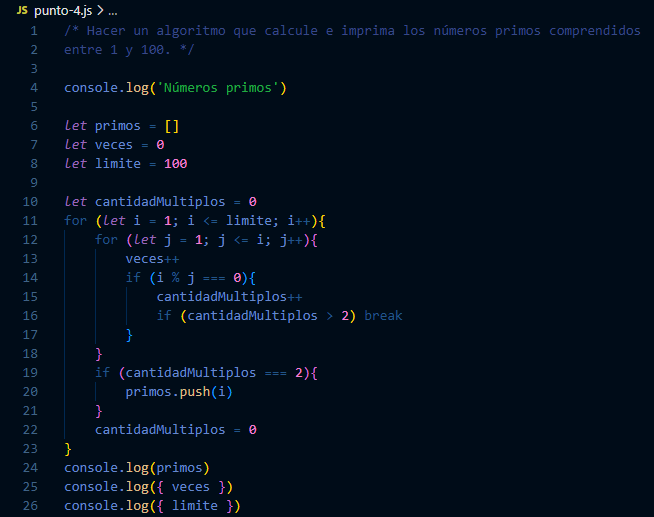 JS punto-4.js > ...
1 /* Hacer un algoritmo que calcule e imprima los números primos comprendidos
2 entre 1 y 100. */
3
4 console.log('Números primos')
5
6 let primos = []
7 let veces = 0
8 let limite = 100
9
10 let cantidadMultiplos = 0
11 for (let i = 1; i <= limite; i++){
12     for (let j = 1; j <= i; j++){
13         veces++
14         if (i % j === 0){
15             cantidadMultiplos++
16             if (cantidadMultiplos > 2) break
17         }
18     }
19     if (cantidadMultiplos === 2){
20         primos.push(i)
21     }
22     cantidadMultiplos = 0
23 }
24 console.log(primos)
25 console.log({ veces })
26 console.log({ limite })